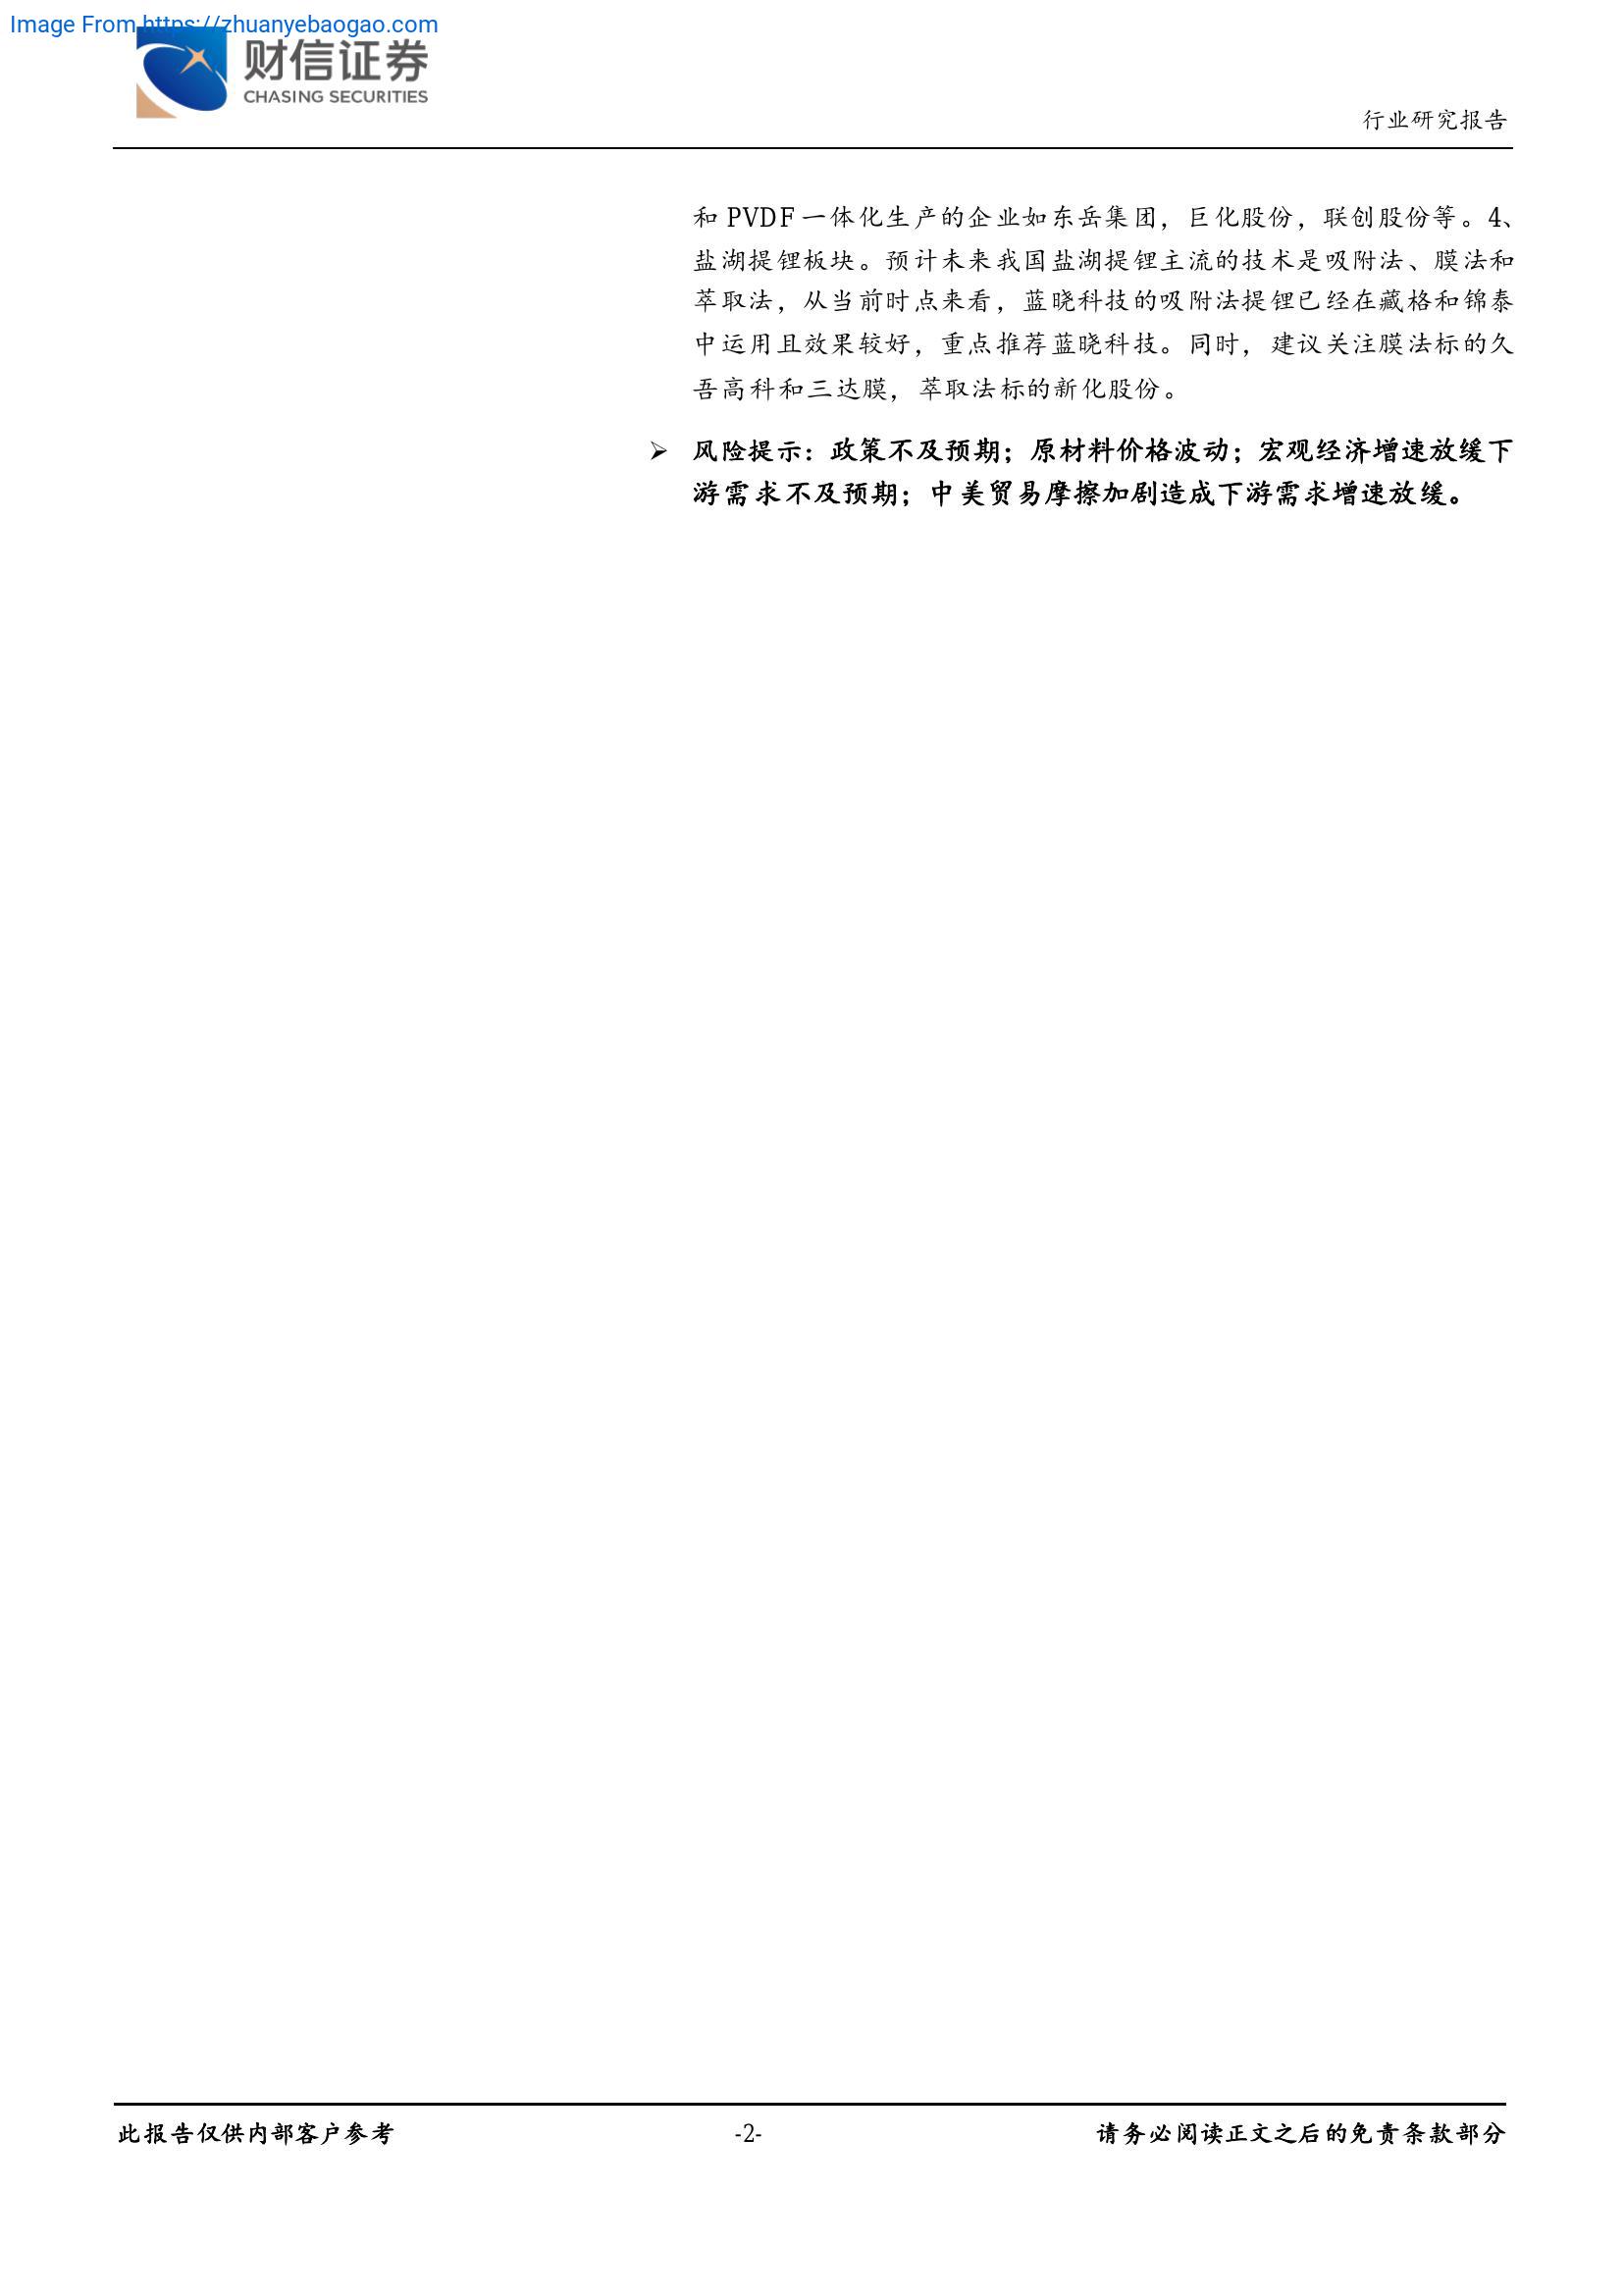 Image From https://zhuanyebaogao.com
财信证券
CHASING SECURITIES
行业研究报告
和 PVDF 一体化生产的企业如东岳集团，巨化股份，联创股份等。4、
盐湖提锂板块。预计未来我国盐湖提锂主流的技术是吸附法、膜法和
萃取法，从当前时点来看，蓝晓科技的吸附法提锂已经在藏格和锦泰
中运用且效果较好，重点推荐蓝晓科技。同时，建议关注膜法标的久
吾高科和三达膜，萃取法标的新化股份。
➢ 风险提示：政策不及预期；原材料价格波动；宏观经济增速放缓下
游需求不及预期；中美贸易摩擦加剧造成下游需求增速放缓。
此报告仅供内部客户参考
-2-
请务必阅读正文之后的免责条款部分